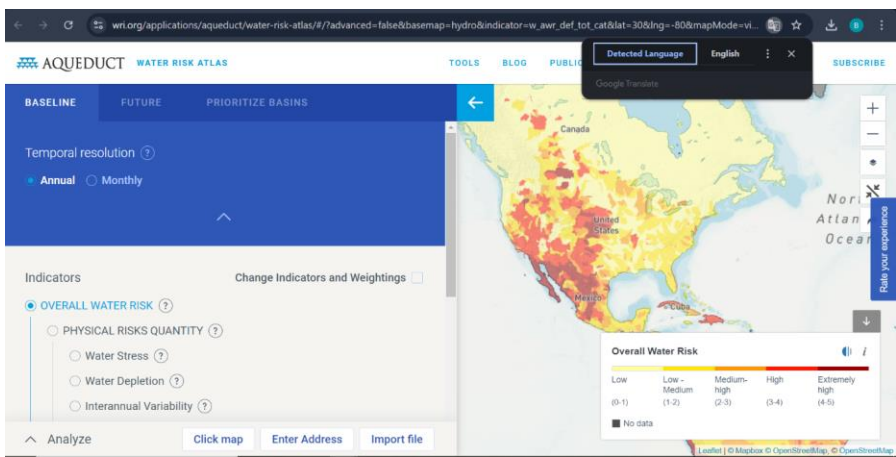 wri.org/applications/aqueduct/water-risk-atlas/#/?advanced=false&basemap=hydro&indicator=w_awr_def_tot_cat&lat=30&lng=-80&mapMode=vi...
AQUEDUCT WATER RISK ATLAS
TOOLS BLOG PUBLIC
SUBSCRIBE
Detected Language English
Google Translate
BASELINE FUTURE PRIORITIZE BASINS
Temporal resolution ?
Annual Monthly
Indicators Change Indicators and Weightings
OVERALL WATER RISK ?
PHYSICAL RISKS QUANTITY ?
Water Stress ?
Water Depletion ?
Interannual Variability ?
Analyze Click map Enter Address Import file
Canada
United
States
Mexico
Cuba
Atlan
Ocea
Rate your experience
Overall Water Risk
Low Low - Medium Medium-high High Extremely high
(0-1) (1-2) (2-3) (3-4) (4-5)
No data
Leaflet | © Mapbox © OpenStreetMap, © OpenStreetMap